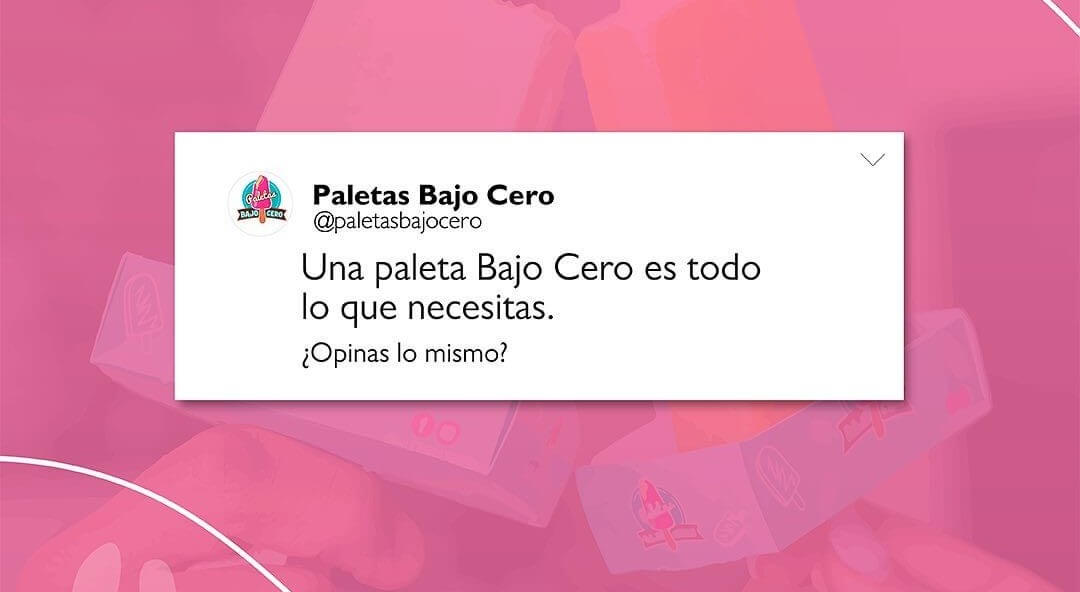 Paletas
BAJO CERO
Paletas Bajo Cero
@paletasbajocero
Una paleta Bajo Cero es todo
lo que necesitas.
¿Opinas lo mismo?